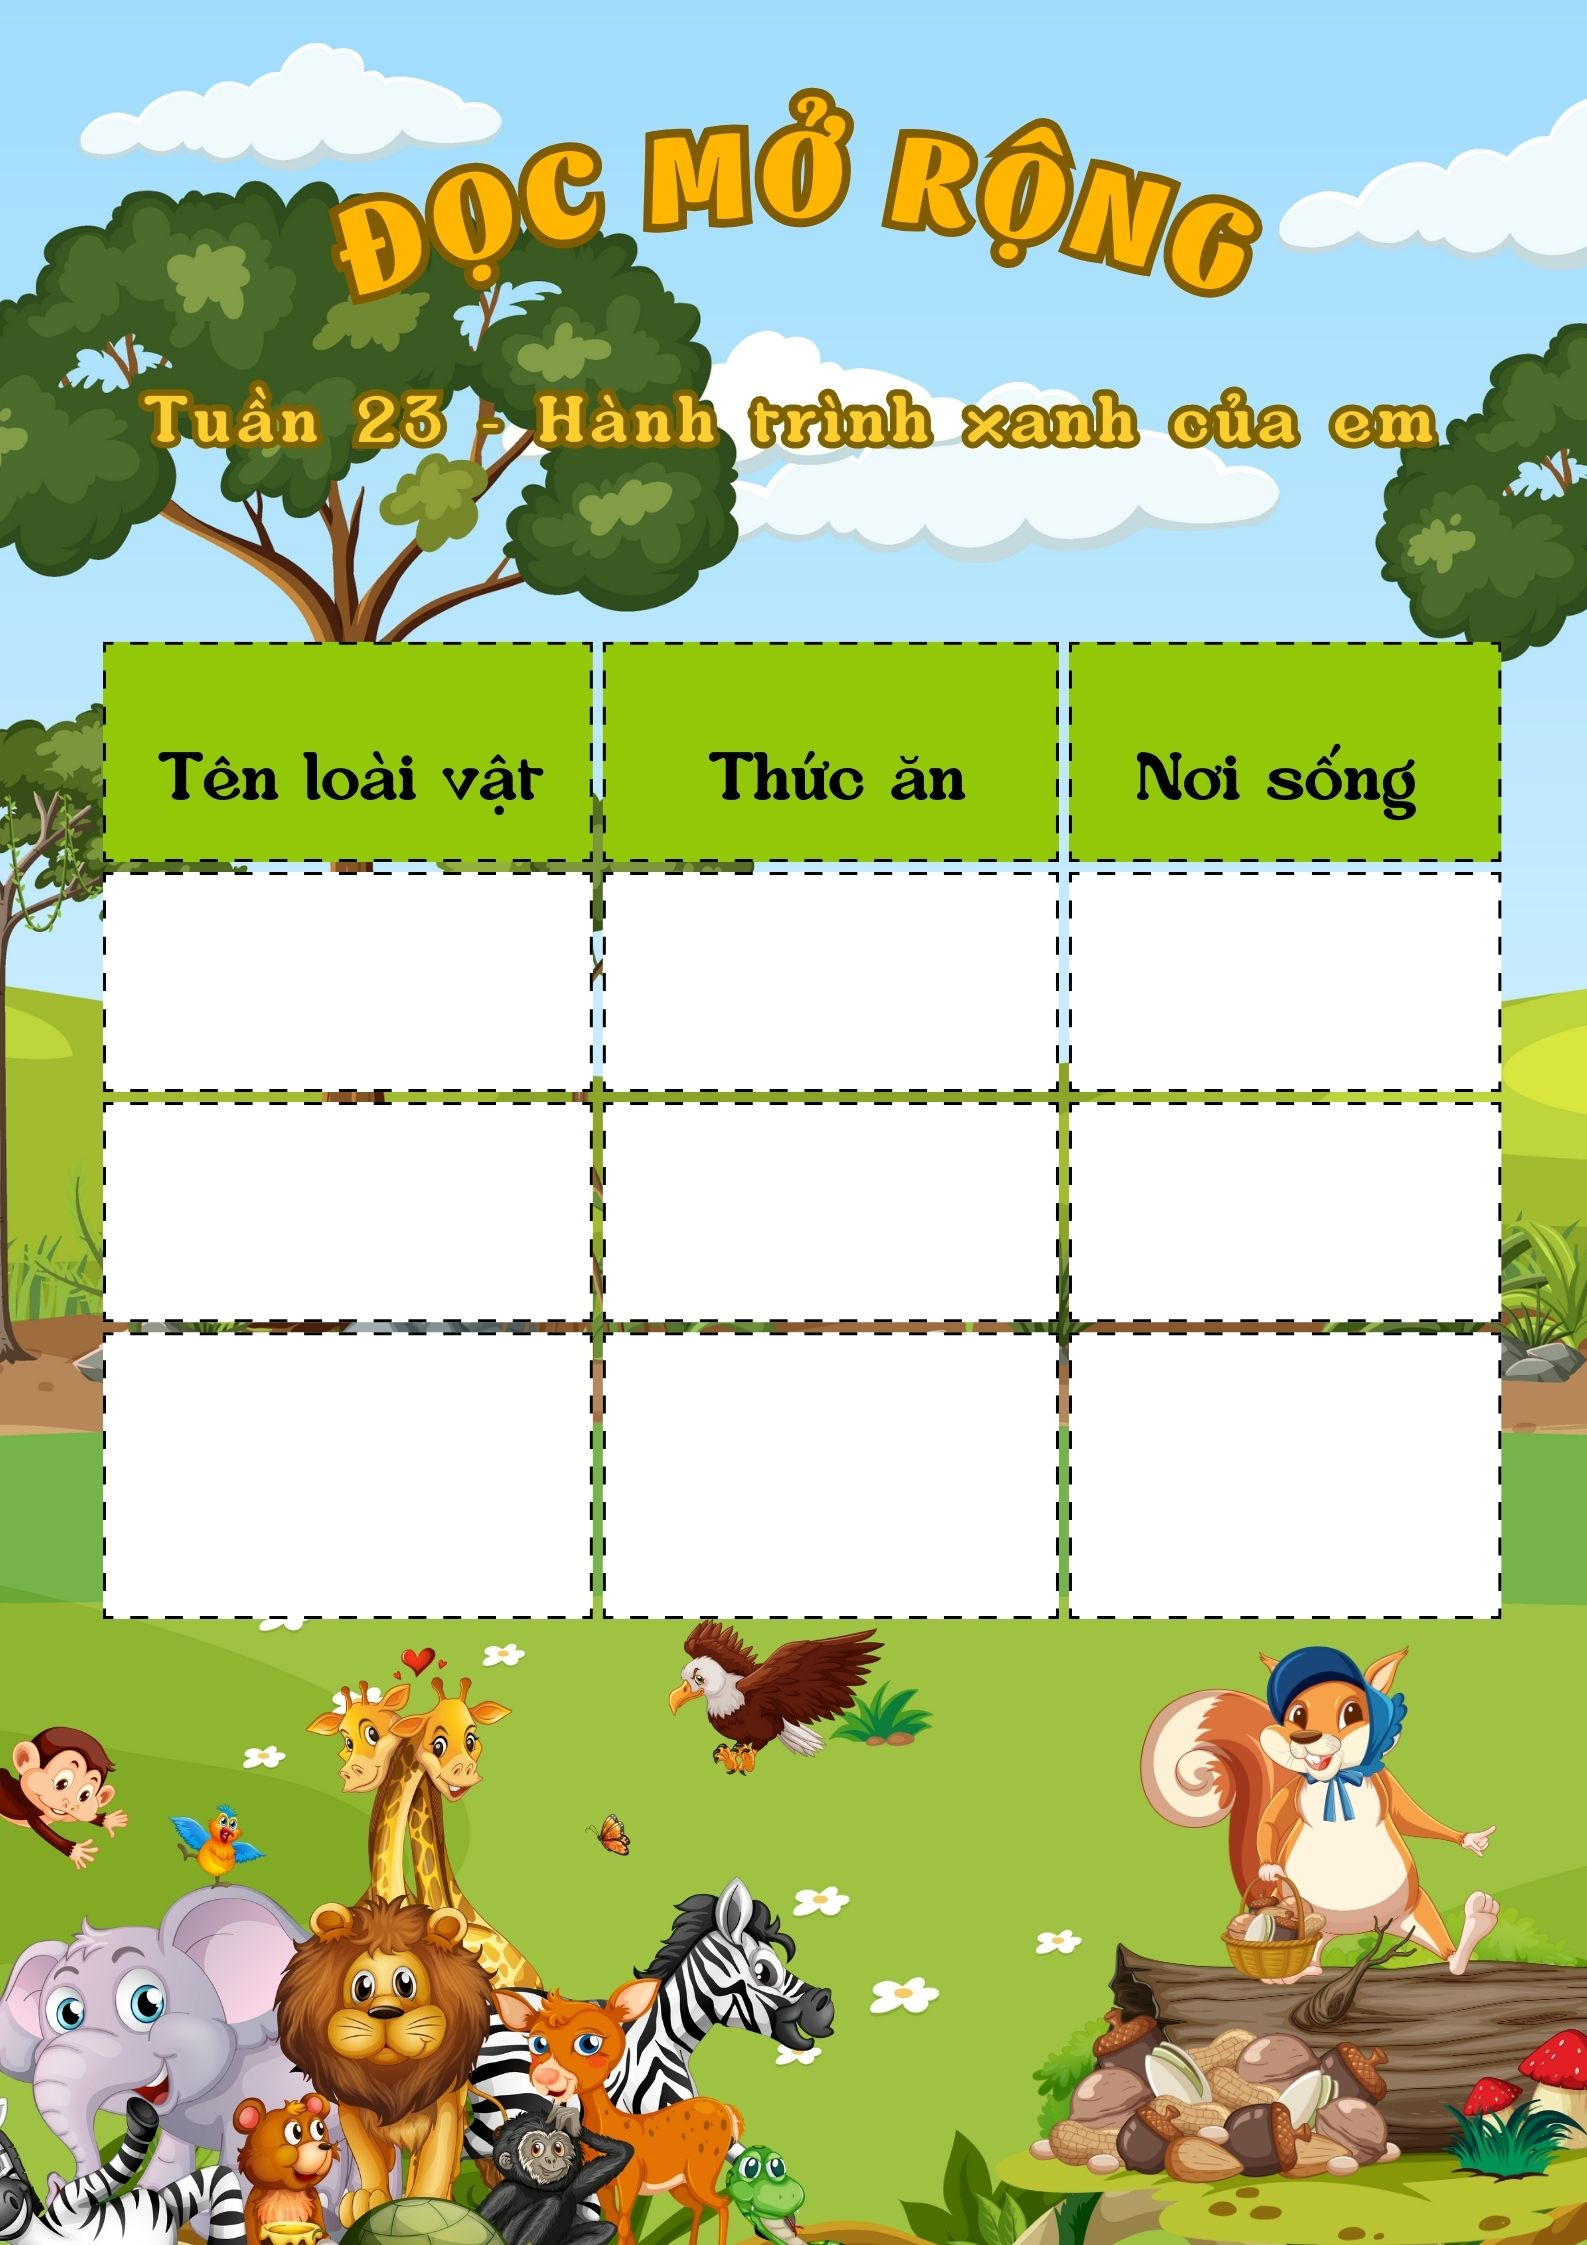 ĐỌC MỞ RỘNG
Tuần 23 - Hành trình xanh của em
Tên loài vật
Thức ăn
Nơi sống